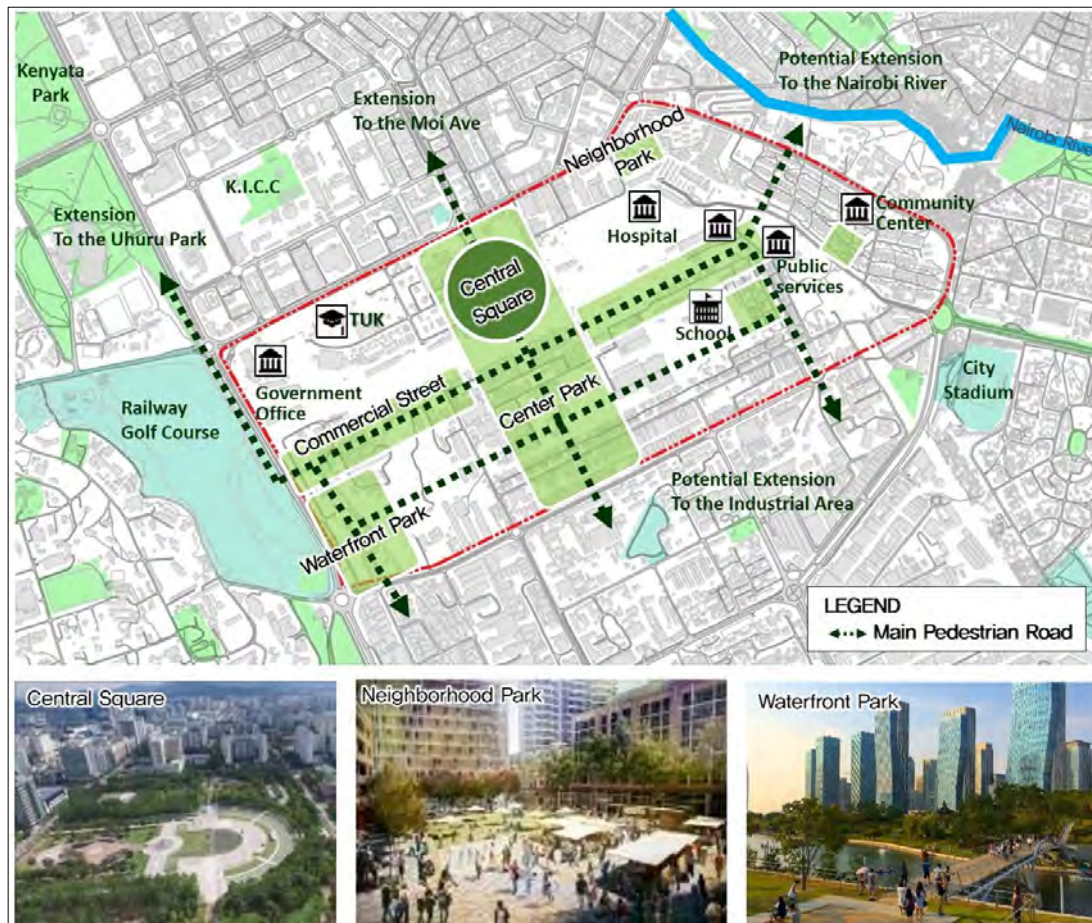 Kenyata
Park
Extension
To the Moi Ave
Potential Extension
To the Nairobi River
Nairobi River
Neighborhood
Park
K.I.C.C
Extension
To the Uhuru Park
Hospital
Community
Center
Public
services
Central
Square
TUK
School
Government
Office
City
Stadium
Railway
Golf Course
Commercial Street
Center Park
Potential Extension
To the Industrial Area
Waterfront Park
LEGEND
Main Pedestrian Road
Central Square
Neighborhood Park
Waterfront Park